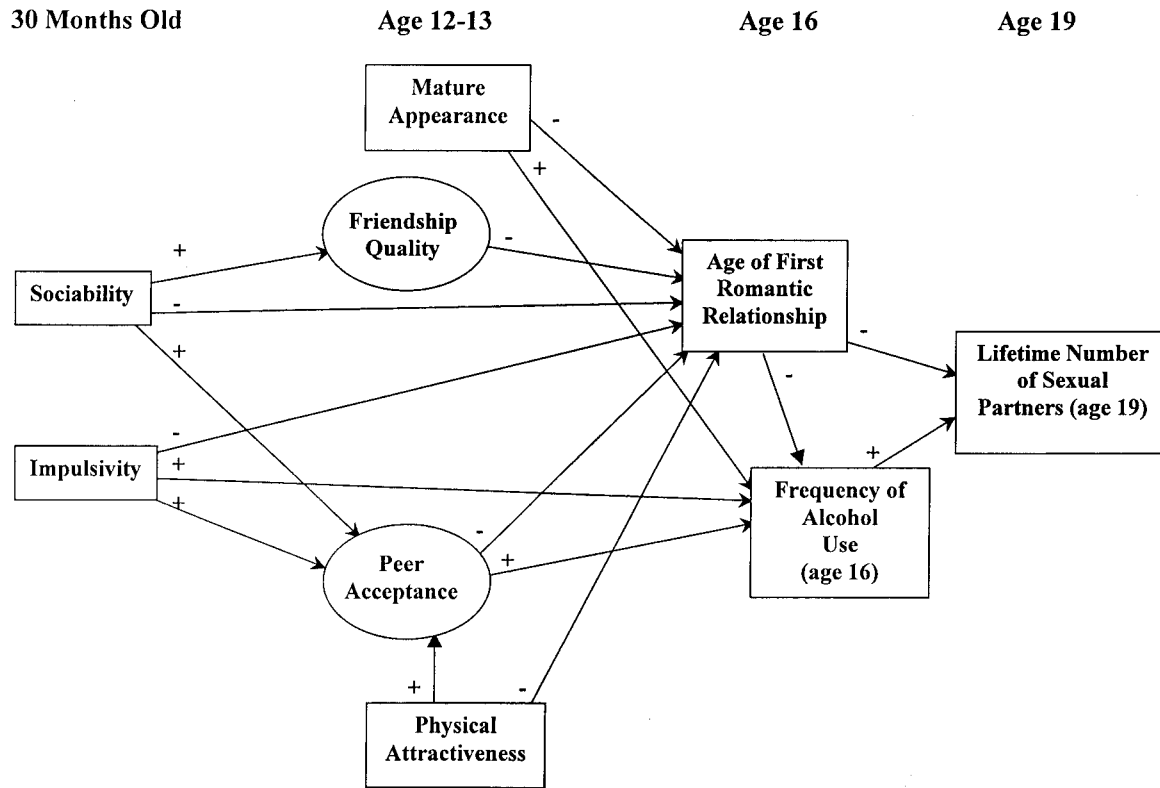 30 Months Old
Age 12-13
Age 16
Age 19
Mature
Appearance
-
+
Friendship
Quality
-
+
Sociability
-
+
Age of First
Romantic
Relationship
-
-
Lifetime Number
of Sexual
Partners (age 19)
Impulsivity
-
+
+
Peer
Acceptance
-
+
+
Frequency of
Alcohol
Use
(age 16)
+
-
Physical
Attractiveness